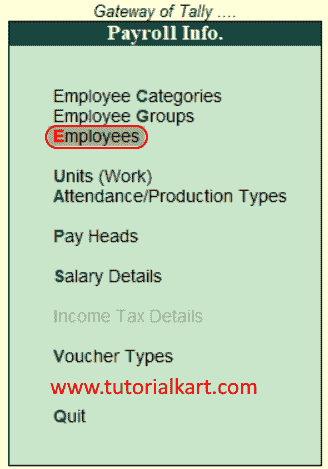 Gateway of Tally ....
Payroll Info.
Employee Categories
Employee Groups
Employees
Units (Work)
Attendance/Production Types
Pay Heads
Salary Details
Income Tax Details
Voucher Types
www.tutorialkart.com
Quit